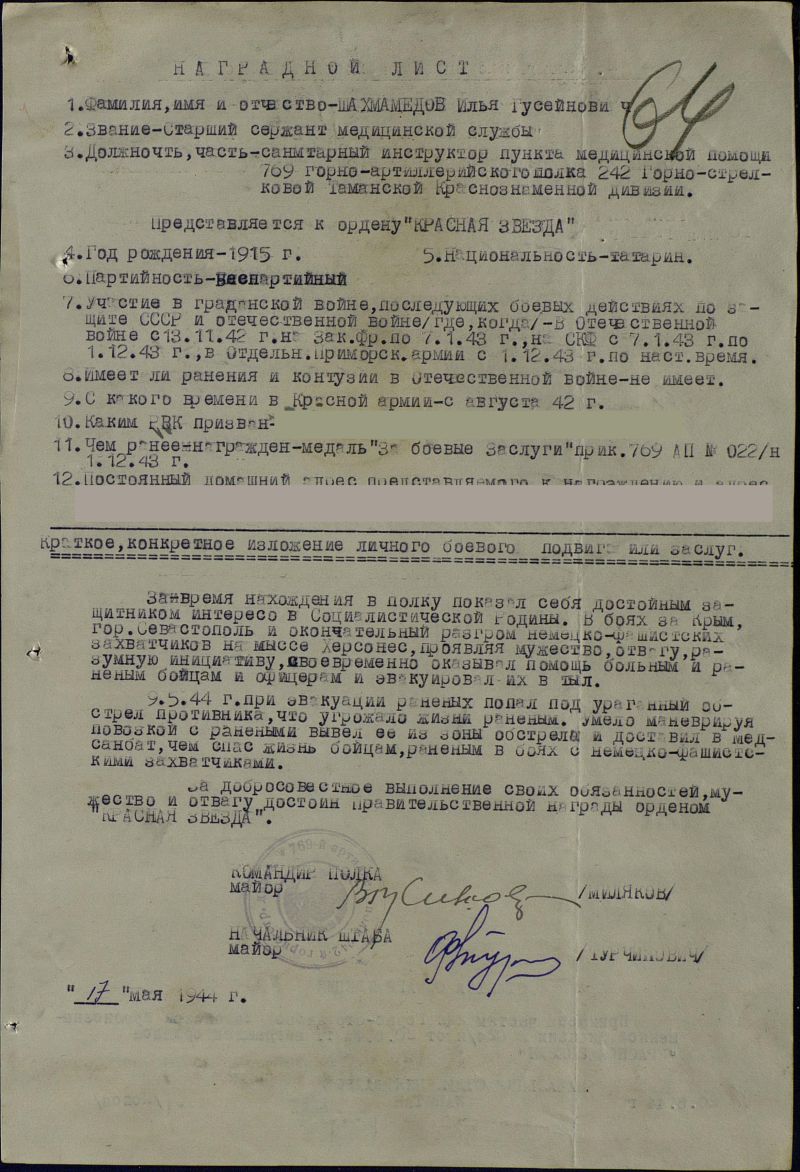 НАГРАДНОЙ ЛИСТ
64
1.Фамилия,имя и отчество-ШАХМАМЕДОВ Илья Гусейнови ч
2.Звание-Старший сержант медицинской службы
3.Должночть,часть-санмтарный инструктор пункта медицинской помощи
769 горно-артиллерийского полка 242 Горно-стрел-
ковой Таманской Краснознаменной дивизии.
Представляется к ордену"КРАСНАЯ ЗВЕЗДА"
4.Год рождения-1915 г. 5.Национальность-татарин.
6.Партийность-Беспартийный
7.Участие в граданской войне,последующих боевых действиях по за-
щите СССР и отечественной войне/где,когда/-В Отечественной
войне с13.11.42 г.на Зак.Фр.по 7.1.43 г.,на СКФ с 7.1.43 г.по
1.12.43 г.,в Отдельн.Приморск.армии с 1.12.43 г.по наст.время.
8.Имеет ли ранения и контузии в Отечественной войне-не имеет.
9.С какого времени в Красной армии-с августа 42 г.
10.Каким РВК призван-
11.Чем ранее награжден-медаль"За боевые заслуги"прик.769 АП № 022/н
1.12.43 г.
12.Постоянный домашний адрес представляемого к награждению и адрес
Краткое,конкретное изложение личного боевого подвига или заслуг.
За время нахождения в полку показал себя достойным за-
щитником интересо в Социалистической Родины. В боях за Крым,
гор.Севастополь и окончательный разгром немецко-фашистских
захватчиков на мыссе Херсонес,проявляя мужество,отвагу,ра-
зумную инициативу,своевременно оказывал помощь больным и ра-
неным бойцам и офицерам и эвакуировал их в тыл.
9.5.44 г.при эвакуации раненых попал под ураганный об-
стрел противника,что угрожало жизни раненым. Умело маневрируя
повозкой с ранеными вывел ее из зоны обстрела и доставил в мед-
санбат,чем спас жизнь бойцам,раненым в боях с немецко-фашистс-
кими захватчиками.
За добросовестное выполнение своих обязанностей,му-
жество и отвагу достоин правительственной награды орденом
"КРАСНАЯ ЗВЕЗДА".
КОМАНДИР ПОЛКА
майор /МИЛЯКОВ/
НАЧАЛЬНИК ШТАБА
майор /ТУРЧИНОВИЧ/
"17"мая 1944 г.